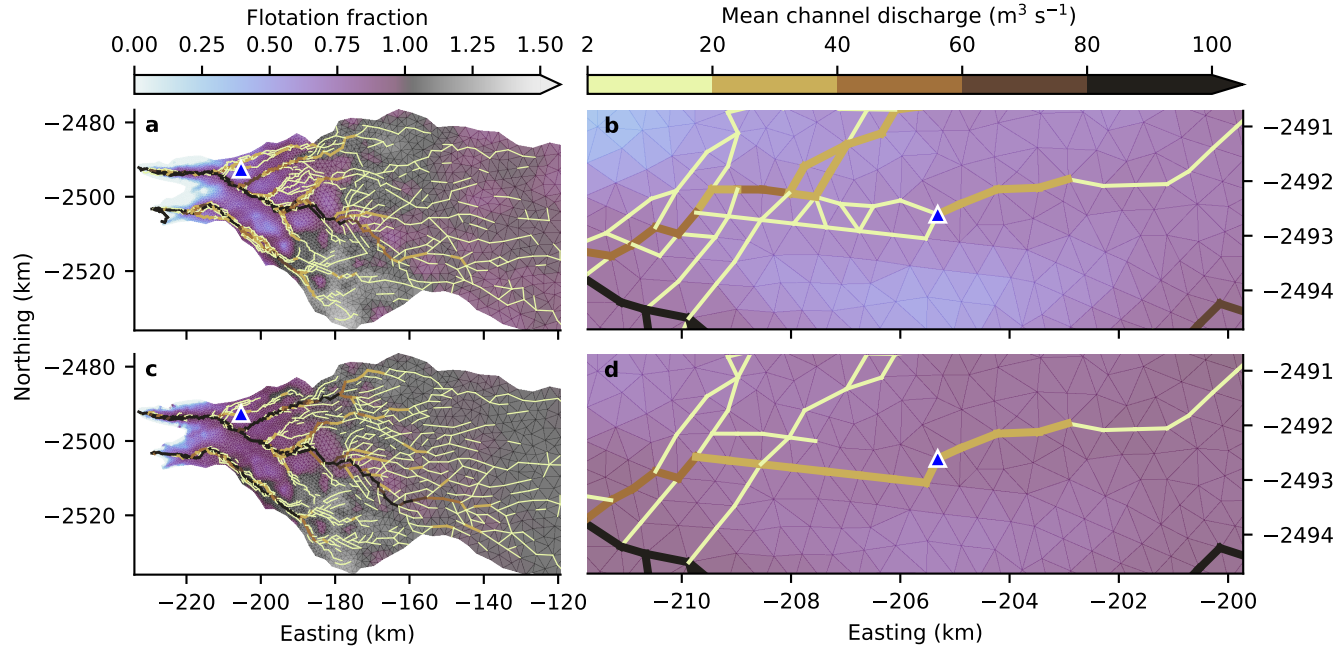 Flotation fraction
0.00 0.25 0.50 0.75 1.00 1.25 1.50
Mean channel discharge (m³ s⁻¹)
2 20 40 60 80 100
a
−2480
−2500
−2520
b
−2491
−2492
−2493
−2494
Northing (km)
c
−2480
−2500
−2520
d
−2491
−2492
−2493
−2494
−220 −200 −180 −160 −140 −120
Easting (km)
−210 −208 −206 −204 −202 −200
Easting (km)